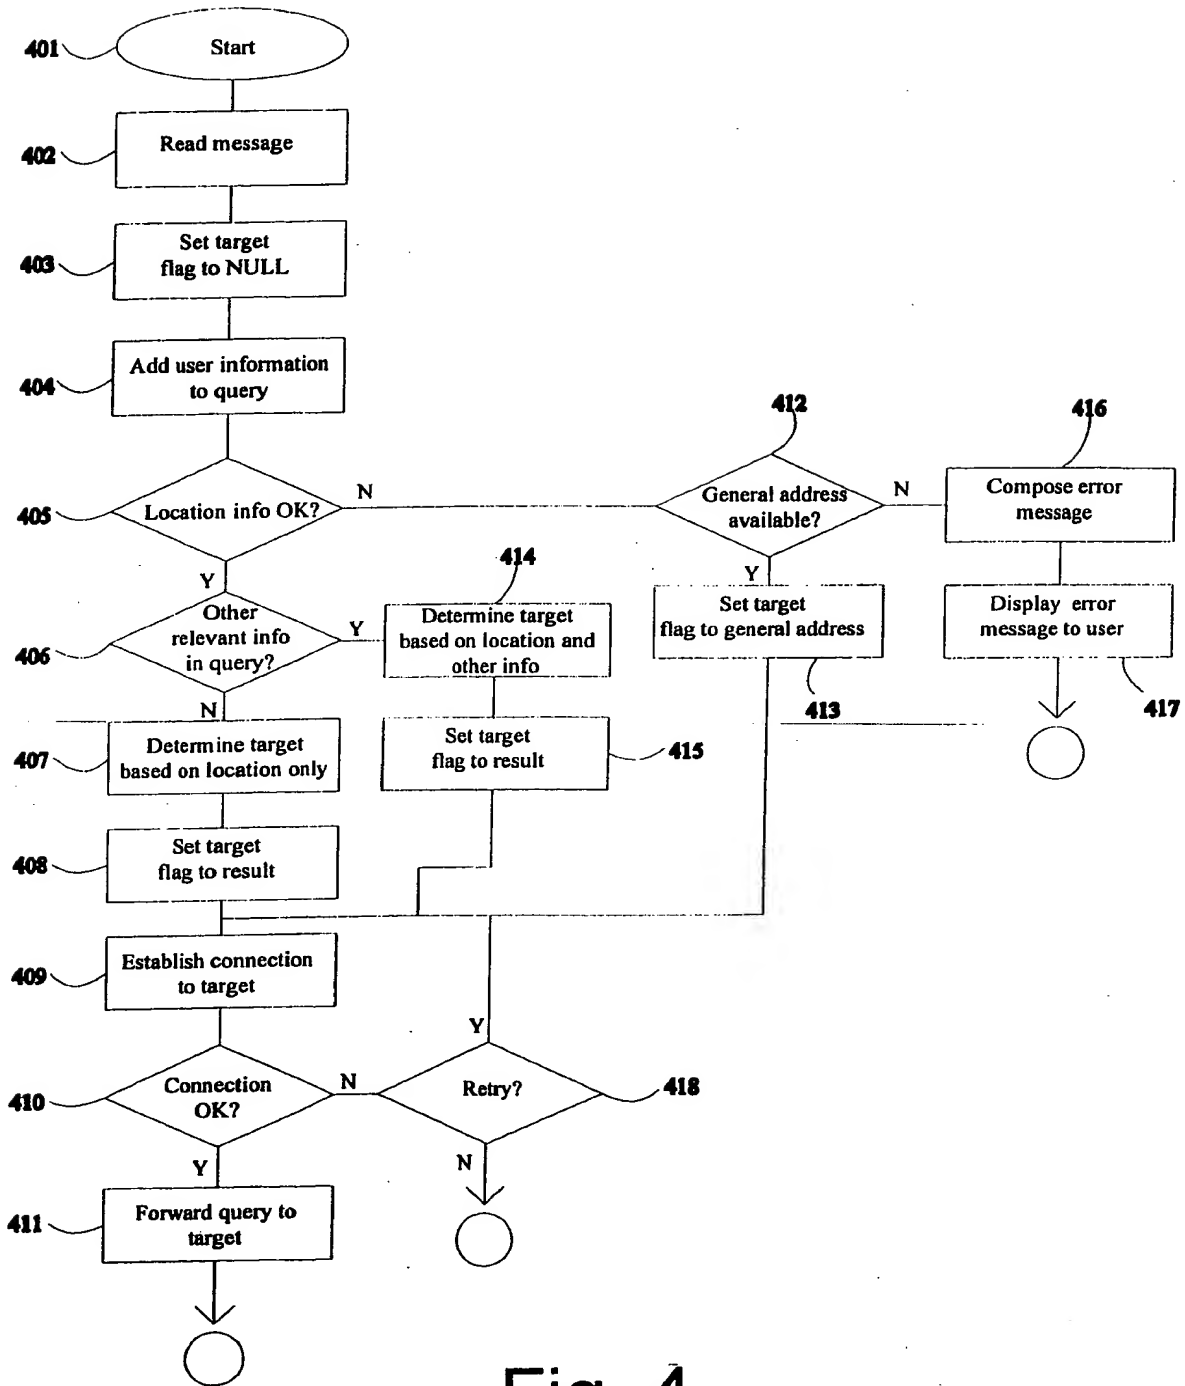 401
Start
402
Read message
403
Set target
flag to NULL
404
Add user information
to query
405
Location info OK?
N
Y
412
General address
available?
N
Y
416
Compose error
message
406
Other
relevant info
in query?
Y
N
414
Determine target
based on location and
other info
Set target
flag to general address
413
Display error
message to user
417
407
Determine target
based on location only
Set target
flag to result
415
408
Set target
flag to result
409
Establish connection
to target
410
Connection
OK?
N
Y
Y
Retry?
418
N
411
Forward query to
target
Fig. 4